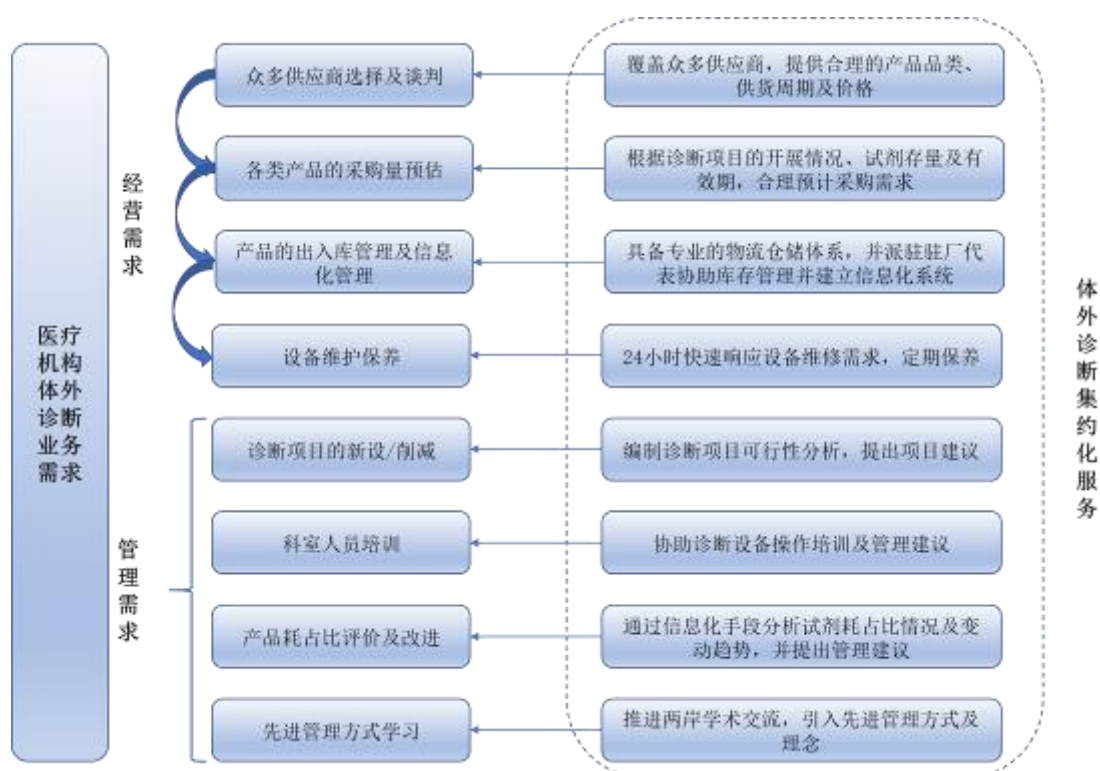 医疗
机构
体外
诊断
业务
需求
经营需求
众多供应商选择及谈判
覆盖众多供应商，提供合理的产品品类、
供货周期及价格
各类产品的采购量预估
根据诊断项目的开展情况、试剂存量及有
效期，合理预计采购需求
产品的出入库管理及信息
化管理
具备专业的物流仓储体系，并派驻驻厂代
表协助库存管理并建立信息化系统
设备维护保养
24小时快速响应设备维修需求，定期保养
管理需求
诊断项目的新设/削减
编制诊断项目可行性分析，提出项目建议
科室人员培训
协助诊断设备操作培训及管理建议
产品耗占比评价及改进
通过信息化手段分析试剂耗占比情况及变
动趋势，并提出管理建议
先进管理方式学习
推进两岸学术交流，引入先进管理方式及
理念
体外诊断集约化服务